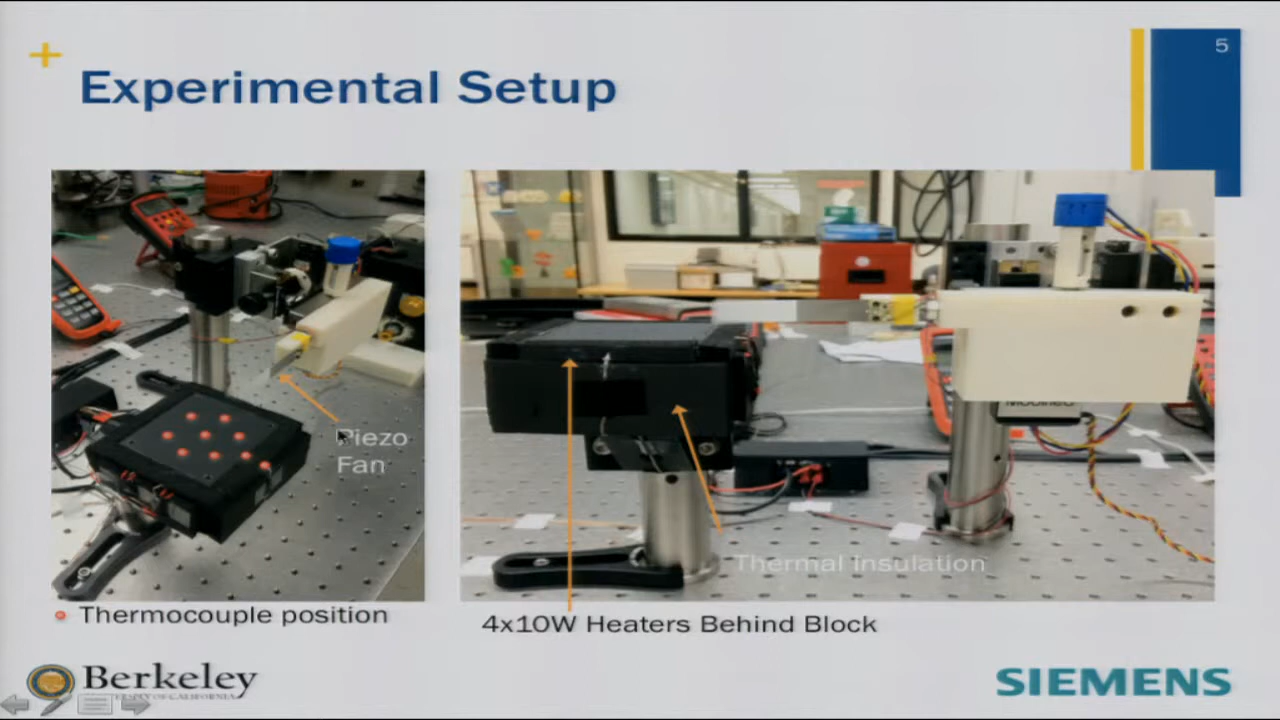 5
Experimental Setup
Piezo
Fan
Thermal Insulation
Thermocouple position
4x10W Heaters Behind Block
Berkeley
SIEMENS